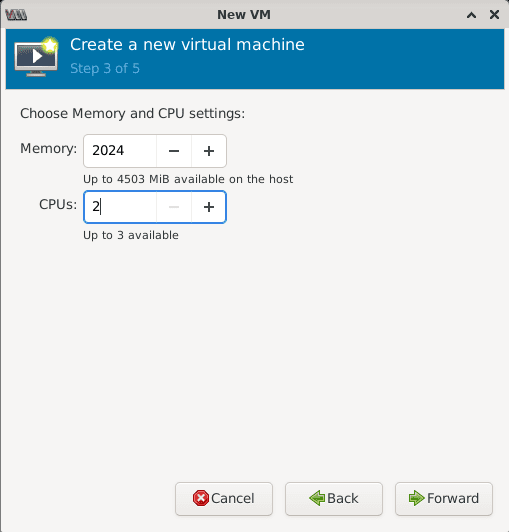 New VM
Create a new virtual machine
Step 3 of 5
Choose Memory and CPU settings:
Memory: 2024
Up to 4503 MiB available on the host
CPUs: 2
Up to 3 available
Cancel Back Forward